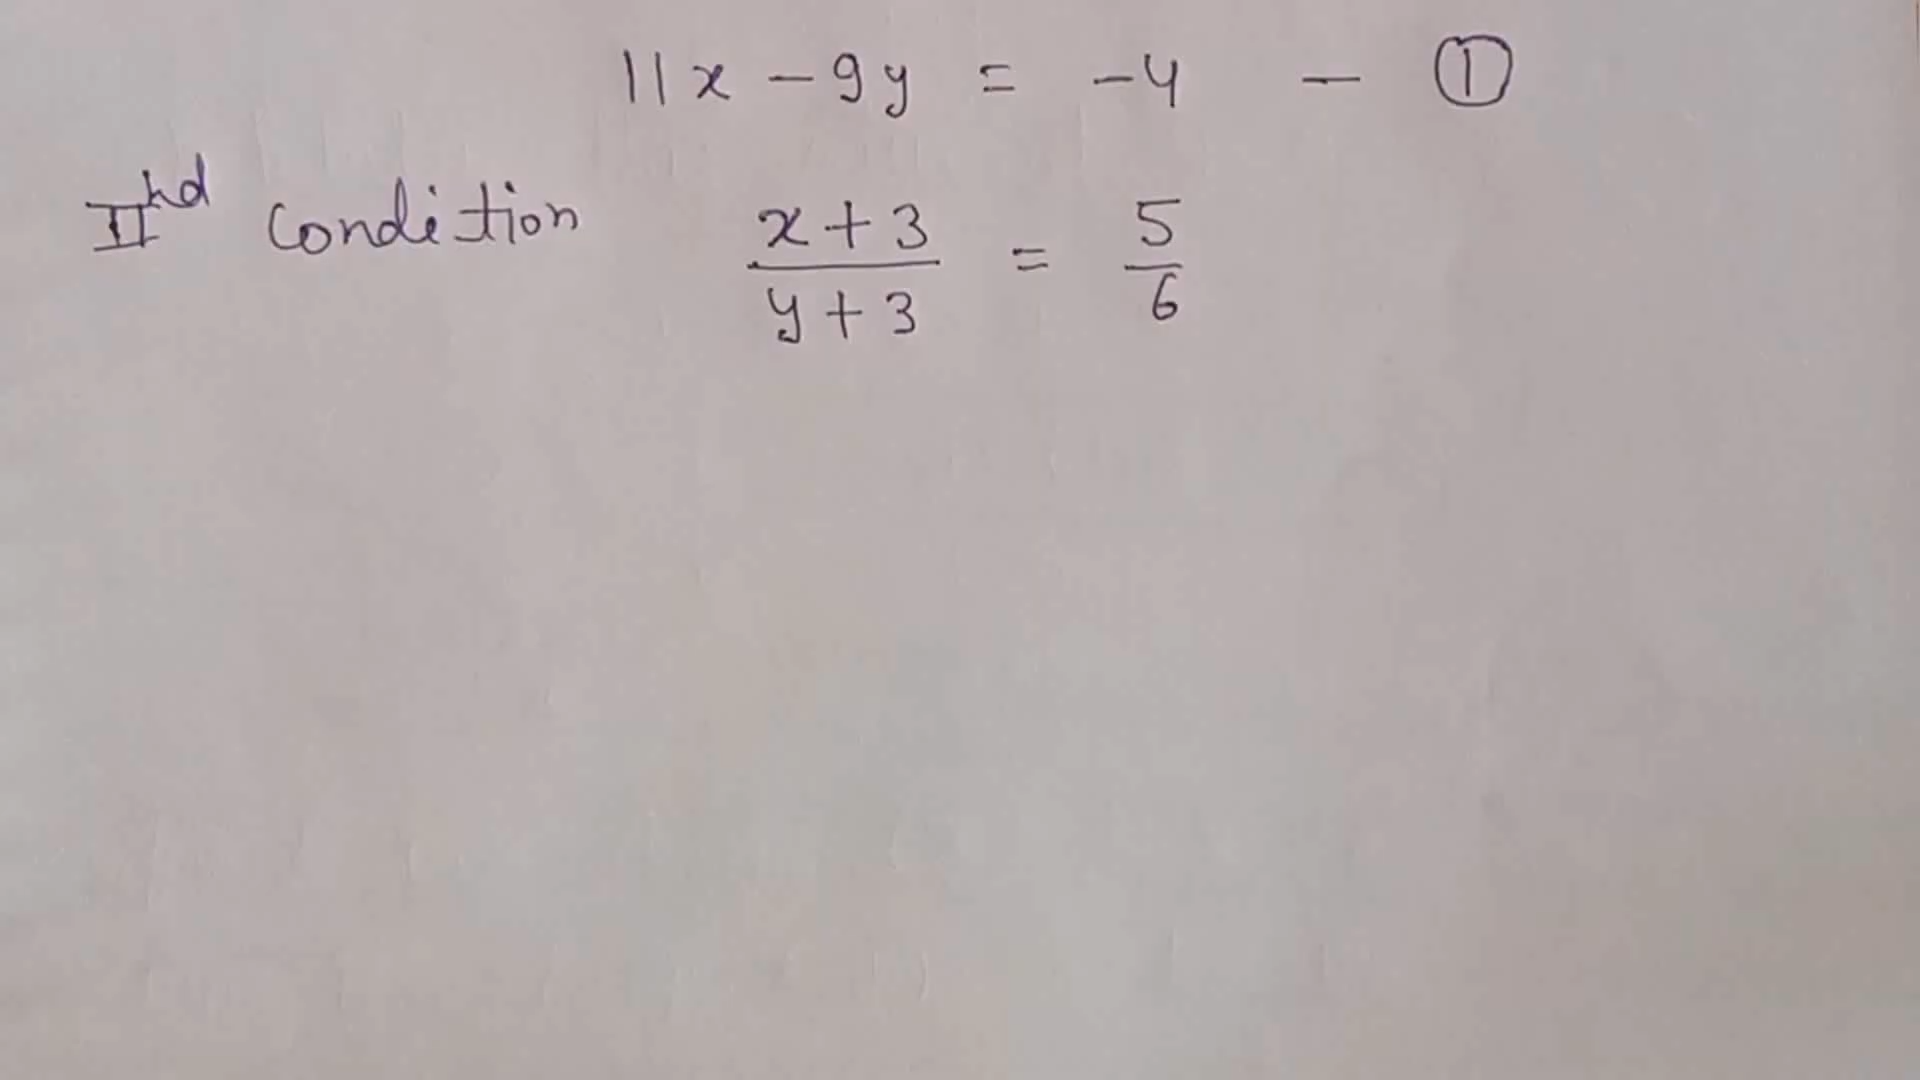 11x - 9y = -4 - ①
IInd condition x+3/y+3 = 5/6